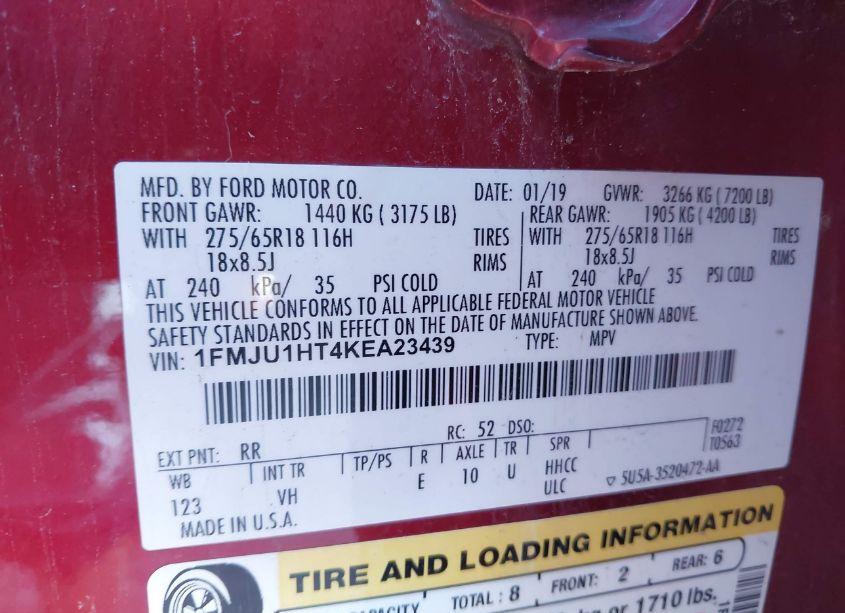 MFD. BY FORD MOTOR CO. DATE: 01/19 GVWR: 3266 KG ( 7200 LB)
FRONT GAWR: 1440 KG ( 3175 LB) REAR GAWR: 1905 KG ( 4200 LB)
WITH 275/65R18 116H TIRES WITH 275/65R18 116H TIRES
18x8.5J RIMS 18x8.5J RIMS
AT 240 kPa/ 35 PSI COLD AT 240 kPa/ 35 PSI COLD
THIS VEHICLE CONFORMS TO ALL APPLICABLE FEDERAL MOTOR VEHICLE
SAFETY STANDARDS IN EFFECT ON THE DATE OF MANUFACTURE SHOWN ABOVE.
VIN: 1FMJU1HT4KEA23439 TYPE: MPV
EXT PNT: RR RC: 52 DSO: F0272
T0563
WB INT TR TP/PS R AXLE TR SPR
123 VH E 10 U HHCC
ULC
5U5A-3520472-AA
MADE IN U.S.A.
TIRE AND LOADING INFORMATION
CAPACITY TOTAL : 8 FRONT: 2 REAR: 6
or 1710 lbs.